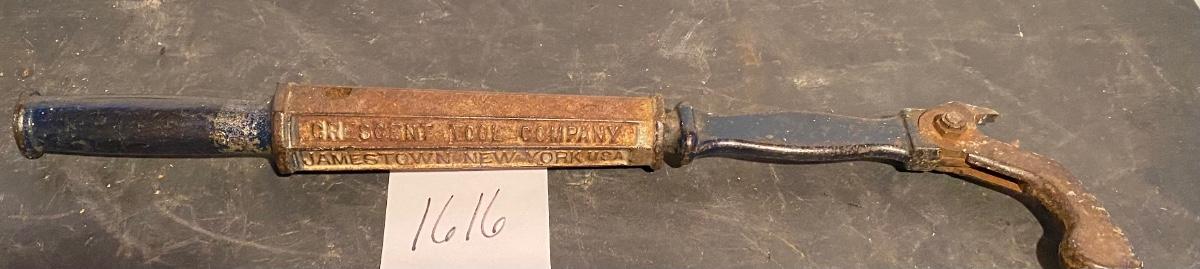 CRESCENT TOOL COMPANY
JAMESTOWN NEW YORK USA
1616